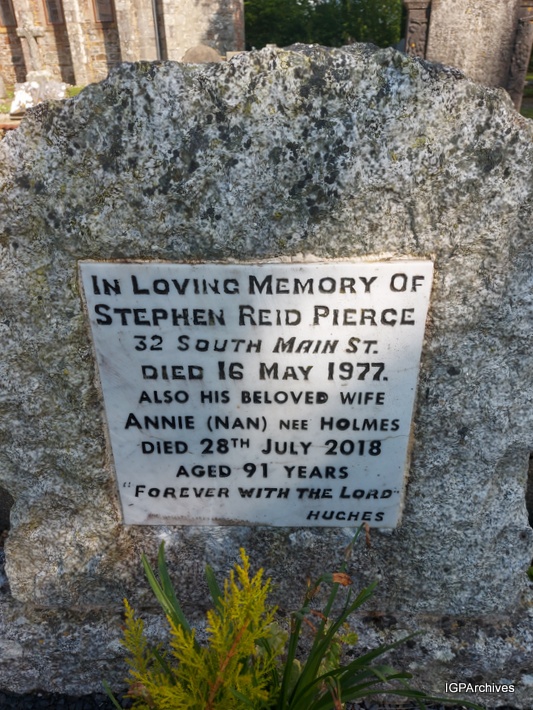 IN LOVING MEMORY OF
STEPHEN REID PIERCE
32 SOUTH MAIN ST.
DIED 16 MAY 1977.
ALSO HIS BELOVED WIFE
ANNIE (NAN) NEE HOLMES
DIED 28TH JULY 2018
AGED 91 YEARS
"FOREVER WITH THE LORD"
HUGHES
IGPArchives